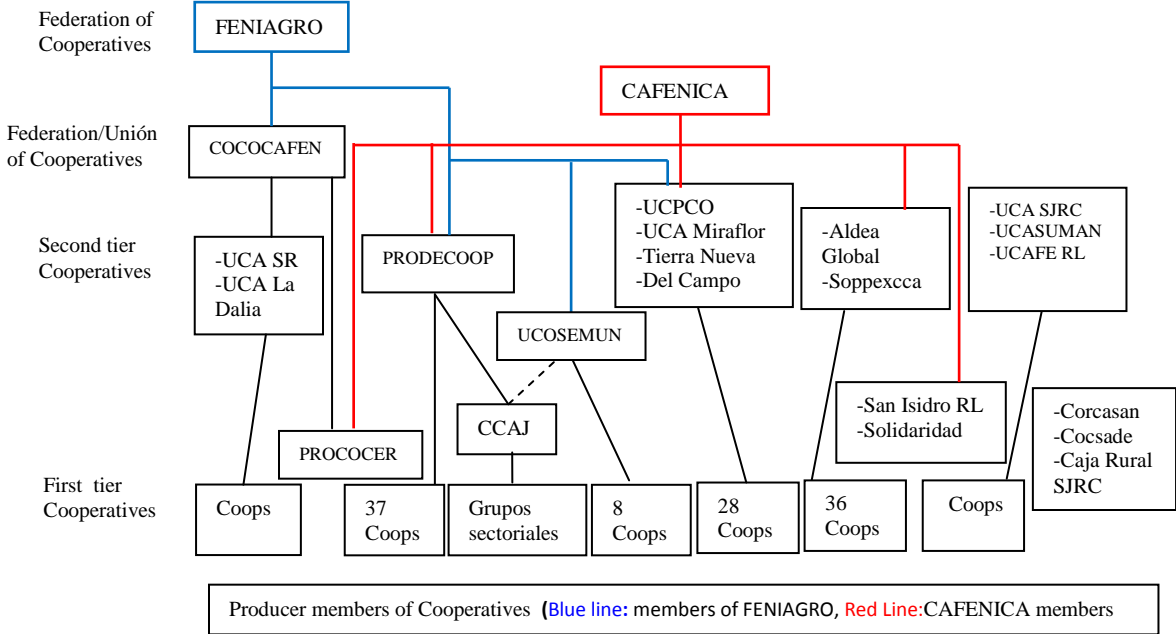 Federation of
Cooperatives
FENIAGRO
CAFENICA
Federation/Unión
of Cooperatives
COCOCAFEN
Second tier
Cooperatives
-UCA SR
-UCA La
Dalia
PRODECOOP
UCOSEMUN
-UCPCO
-UCA Miraflor
-Tierra Nueva
-Del Campo
-Aldea
Global
-Soppexcca
-UCA SJRC
-UCASUMAN
-UCAFE RL
PROCOCER
CCAJ
-San Isidro RL
-Solidaridad
-Corcasan
-Cocsade
-Caja Rural
SJRC
First tier
Cooperatives
Coops
37
Coops
Grupos
sectoriales
8
Coops
28
Coops
36
Coops
Coops
Producer members of Cooperatives (Blue line: members of FENIAGRO, Red Line:CAFENICA members